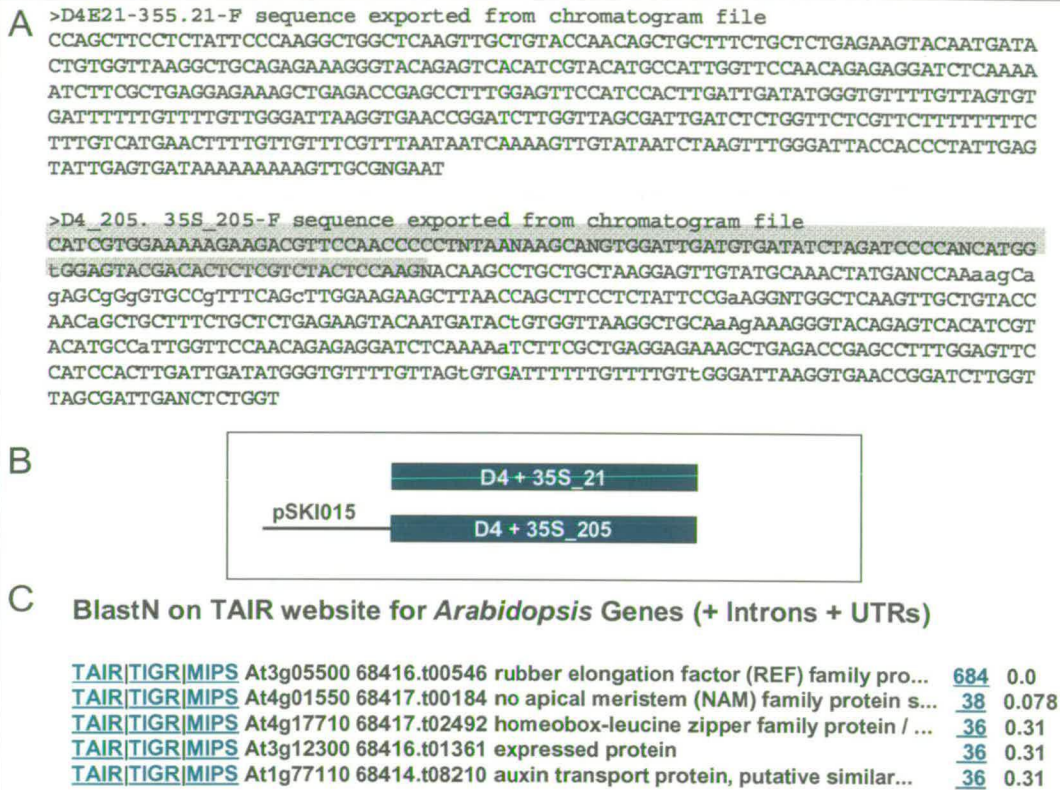 A
>D4E21-355.21-F sequence exported from chromatogram file
CCAGCTTCCTCTATTCCCAAGGCTGGCTCAAGTTGCTGTACCAACAGCTGCTTTCTGCTCTGAGAAGTACAATGATA
CTGTGGTTAAGGCTGCAGAGAAAGGGTACAGAGTCACATCGTACATGCCATTGGTTCCAACAGAGAGGATCTCAAAA
ATCTTCGCTGAGGAGAAAGCTGAGACCGAGCCTTTGGAGTTCCATCCACTTGATTGATATGGGTGTTTTGTTAGTGT
GATTTTTTGTTTTGTTGGGATTAAGGTGAACCGGATCTTGGTTAGCGATTGATCTCTGGTTCTCGTTCTTTTTTTTC
TTTGTCATGAACTTTTGTTGTTTCGTTTAATAATCAAAAGTTGTATAATCTAAGTTTGGGATTACCACCCTATTGAG
TATTGAGTGATAAAAAAAAAGTTGCGNGAAT
>D4_205. 35S_205-F sequence exported from chromatogram file
CATCGTGGAAAAAGAAGACGTTCCAACCCCCCTNTAANAAGCANGTGGATTGATGTGATATCTAGATCCCCANCATGG
tGGAGTACGACACTCTCGTCTACTCCAAGNACAAGCCTGCTGCTAAGGAGTTGTATGCAAACTATGANCCAAaagCa
gAGCgGgGTGCCgTTTCAGcTTGGAAGAAGCTTAACCAGCTTCCTCTATTCCGaAGGNTGGCTCAAGTTGCTGTACC
AACaGCTGCTTTCTGCTCTGAGAAGTACAATGATACtGTGGTTAAGGCTGCAaAgAAAGGGTACAGAGTCACATCGT
ACATGCCaTTGGTTCCAACAGAGAGGATCTCAAAAaTCTTCGCTGAGGAGAAAGCTGAGACCGAGCCTTTGGAGTTC
CATCCACTTGATTGATATGGGTGTTTTGTTAGtGTGATTTTTTGTTTTGTtGGGATTAAGGTGAACCGGATCTTGGT
TAGCGATTGANCTCTGGT
B
D4 + 35S_21
pSKI015
D4 + 35S_205
C
BlastN on TAIR website for Arabidopsis Genes (+ Introns + UTRs)
TAIR|TIGR|MIPS At3g05500 68416.t00546 rubber elongation factor (REF) family pro... 684 0.0
TAIR|TIGR|MIPS At4g01550 68417.t00184 no apical meristem (NAM) family protein s... 38 0.078
TAIR|TIGR|MIPS At4g17710 68417.t02492 homeobox-leucine zipper family protein / ... 36 0.31
TAIR|TIGR|MIPS At3g12300 68416.t01361 expressed protein 36 0.31
TAIR|TIGR|MIPS At1g77110 68414.t08210 auxin transport protein, putative similar... 36 0.31